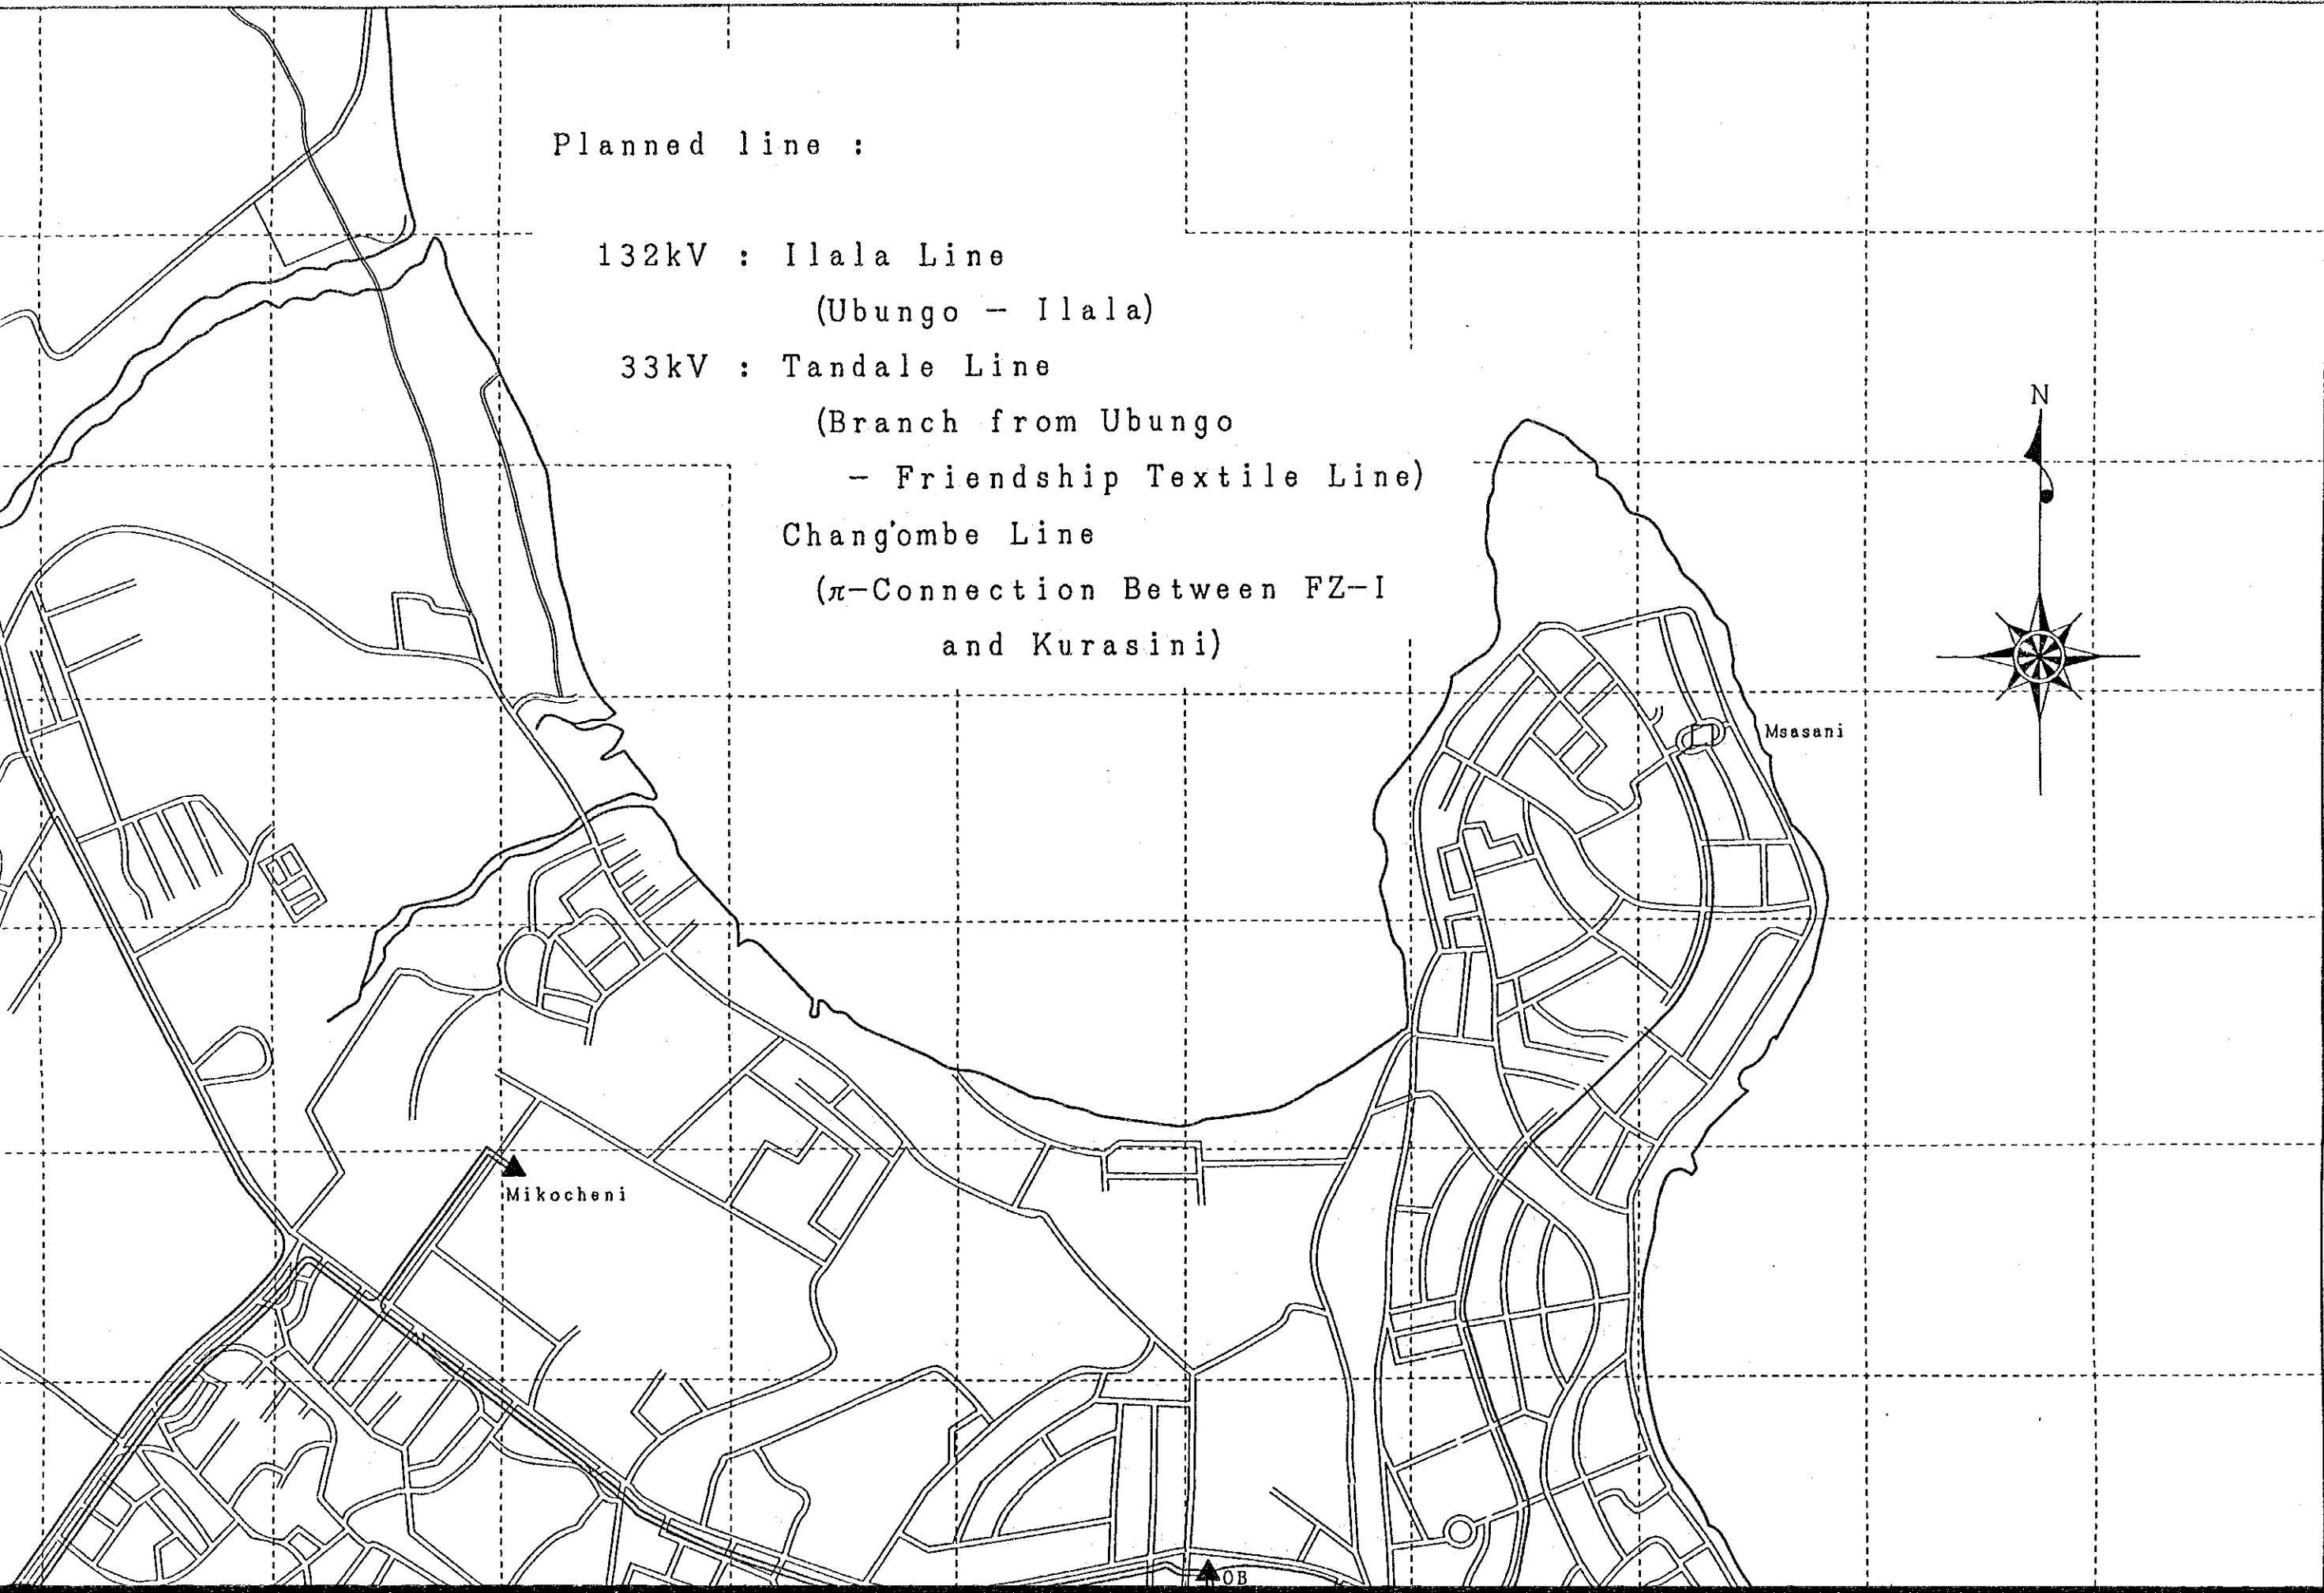 Planned line :
132kV : Ilala Line
(Ubungo - Ilala)
33kV : Tandale Line
(Branch from Ubungo
- Friendship Textile Line)
Chang'ombe Line
(π-Connection Between FZ-I
and Kurasini)
N
Msasani
Mikocheni
OB